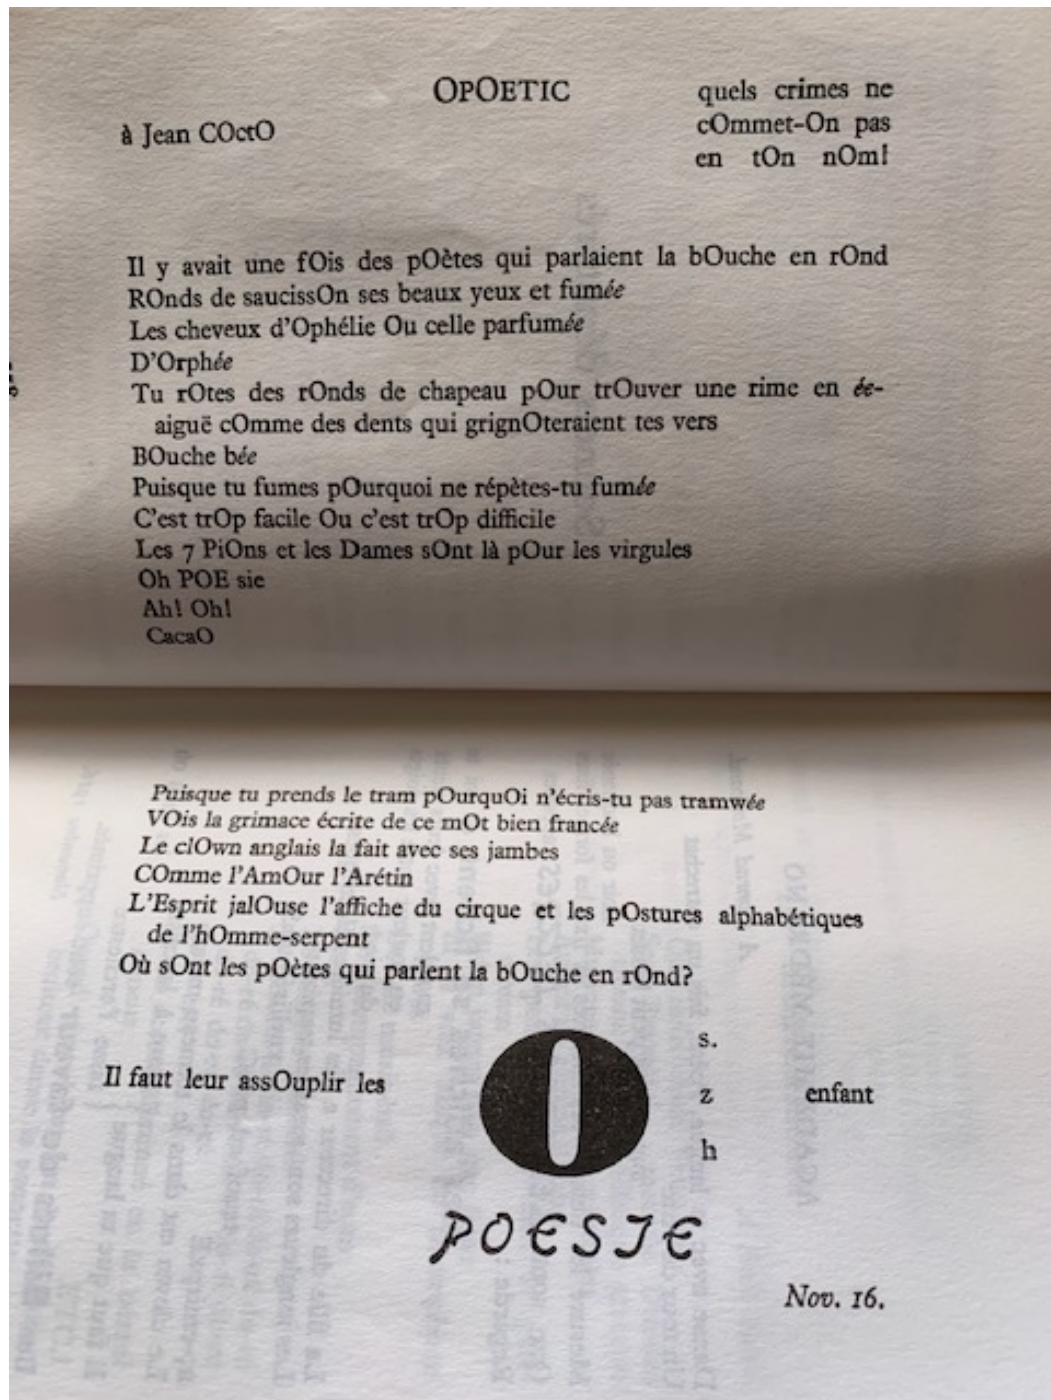 OPOETIC
quels crimes ne
cOmmet-On pas
en tOn nOm!
à Jean COctO
Il y avait une fOis des pOètes qui parlaient la bOuche en rOnd
ROnds de saucissOn ses beaux yeux et fumée
Les cheveux d'Ophélie Ou celle parfumée
D'Orphée
Tu rOtes des rOnds de chapeau pOur trOuver une rime en ée-
aiguë cOmme des dents qui grignOteraient tes vers
BOuche bée
Puisque tu fumes pOurquoi ne répètes-tu fumée
C'est trOp facile Ou c'est trOp difficile
Les 7 PiOns et les Dames sOnt là pOur les virgules
Oh POE sie
Ah! Oh!
CacaO
Puisque tu prends le tram pOurquOi n'écris-tu pas tramwée
VOis la grimace écrite de ce mOt bien francée
Le clOwn anglais la fait avec ses jambes
COmme l'AmOur l'Arétin
L'Esprit jalOuse l'affiche du cirque et les pOstures alphabétiques
de l'hOmme-serpent
Où sOnt les pOètes qui parlent la bOuche en rOnd?
s.
Il faut leur assOuplir les O z enfant
h
POESIE
Nov. 16.